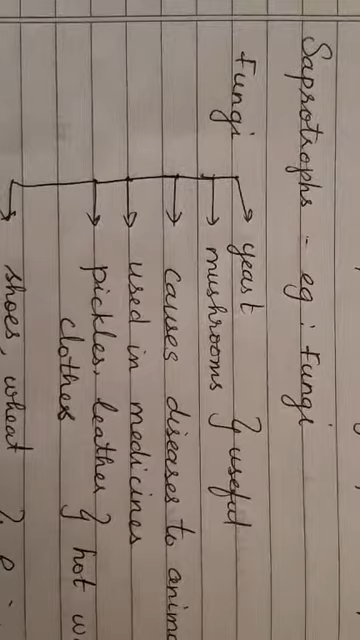 Saprotrophs - eg : Fungi
Fungi
yeast
mushrooms } useful
causes diseases to
used in medicines
pickles, leather } hot
clothes
shoes, wheat